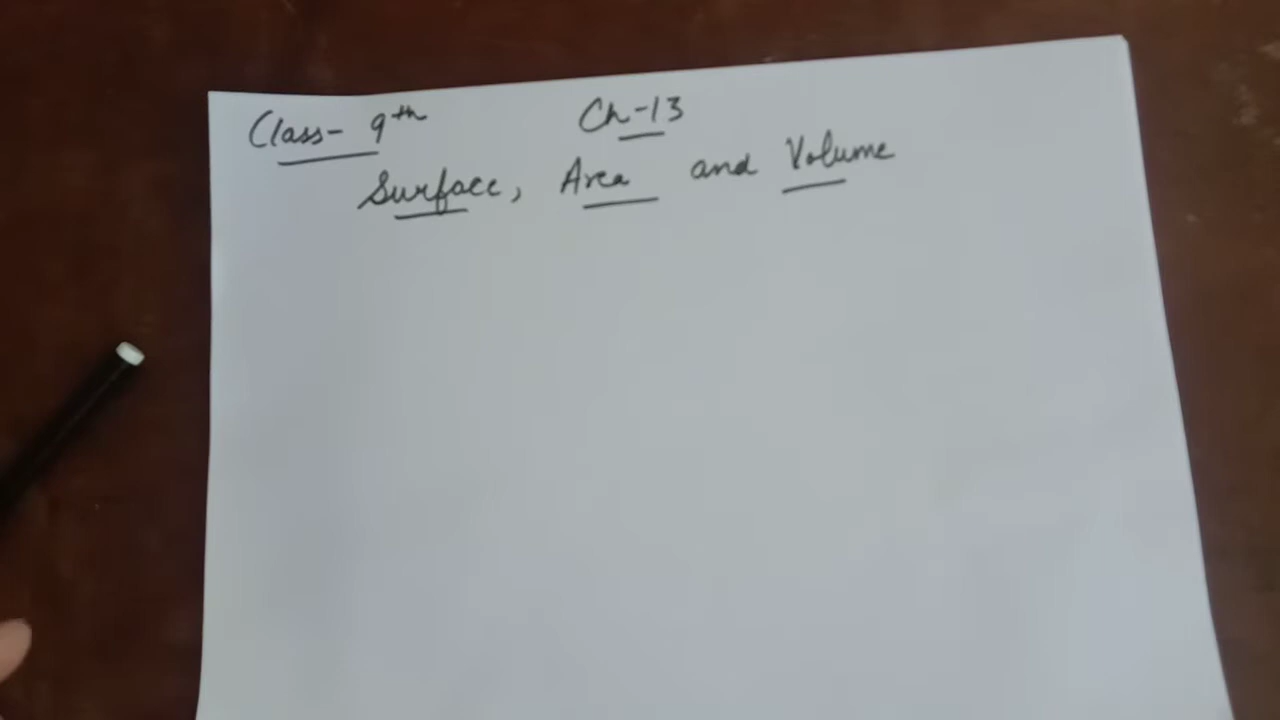 Class- 9th Ch-13
Surface, Area and Volume